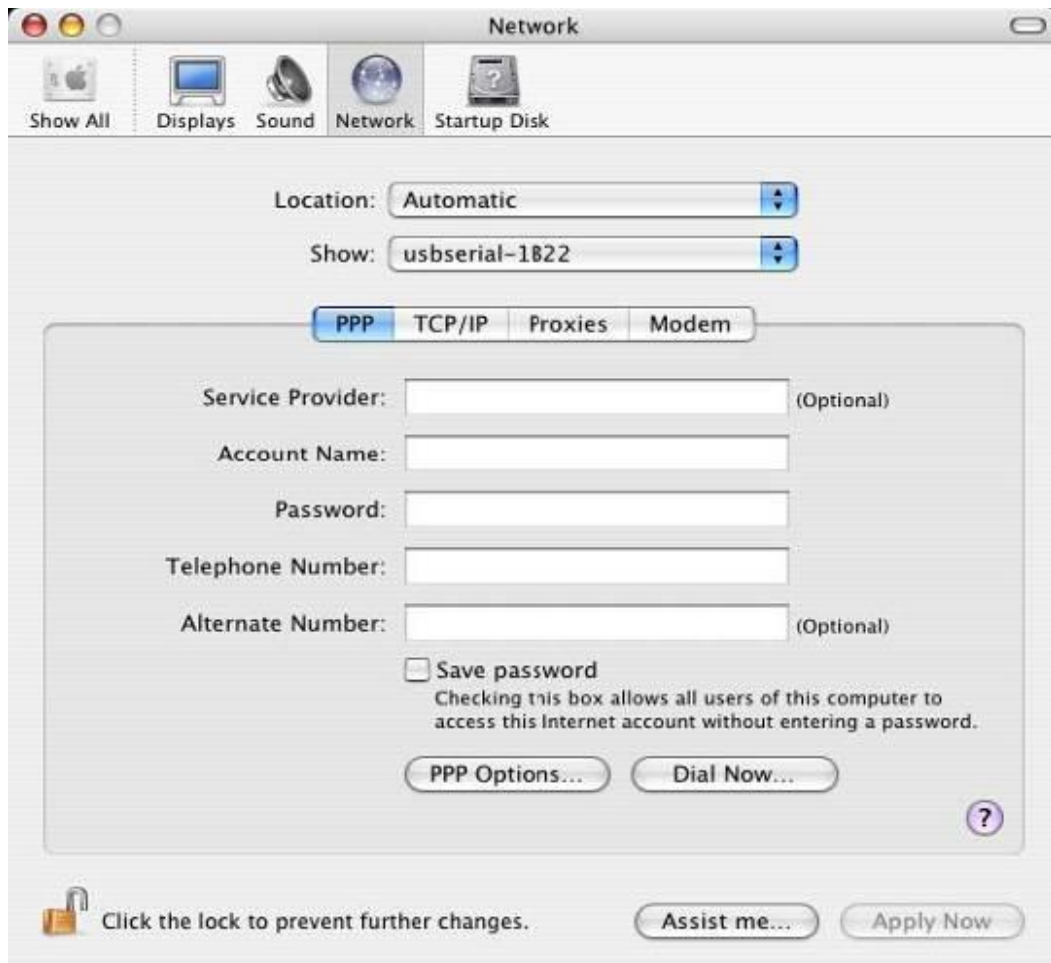 Network
Show All
Displays
Sound
Network
Startup Disk
Location: Automatic
Show: usbserial-1B22
PPP
TCP/IP
Proxies
Modem
Service Provider: (Optional)
Account Name:
Password:
Telephone Number:
Alternate Number: (Optional)
Save password
Checking this box allows all users of this computer to
access this Internet account without entering a password.
PPP Options...
Dial Now...
?
Click the lock to prevent further changes.
Assist me...
Apply Now